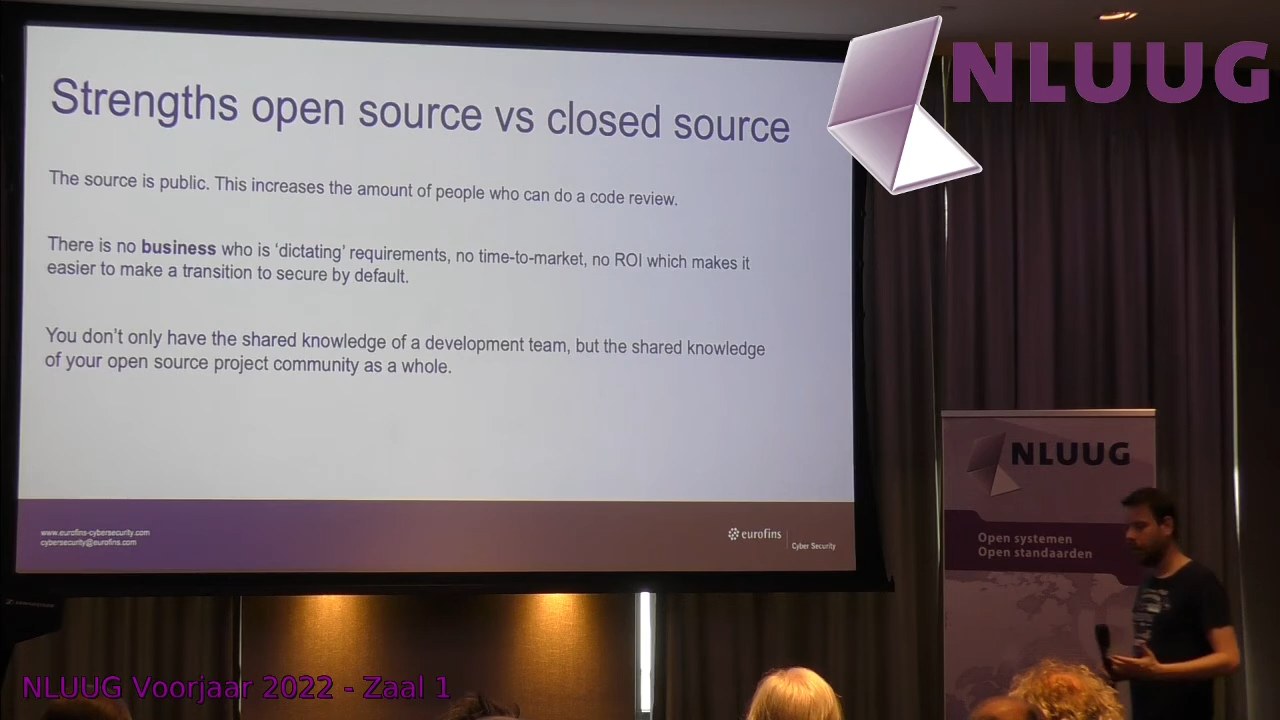 Strengths open source vs closed source
The source is public. This increases the amount of people who can do a code review.
There is no business who is ‘dictating’ requirements, no time-to-market, no ROI which makes it
easier to make a transition to secure by default.
You don’t only have the shared knowledge of a development team, but the shared knowledge
of your open source project community as a whole.
www.eurofins-cybersecurity.com
cybersecurity@eurofins.com
eurofins
Cyber Security
NLUUG
NLUUG
Open systemen
Open standaarden
NLUUG Voorjaar 2022 - Zaal 1